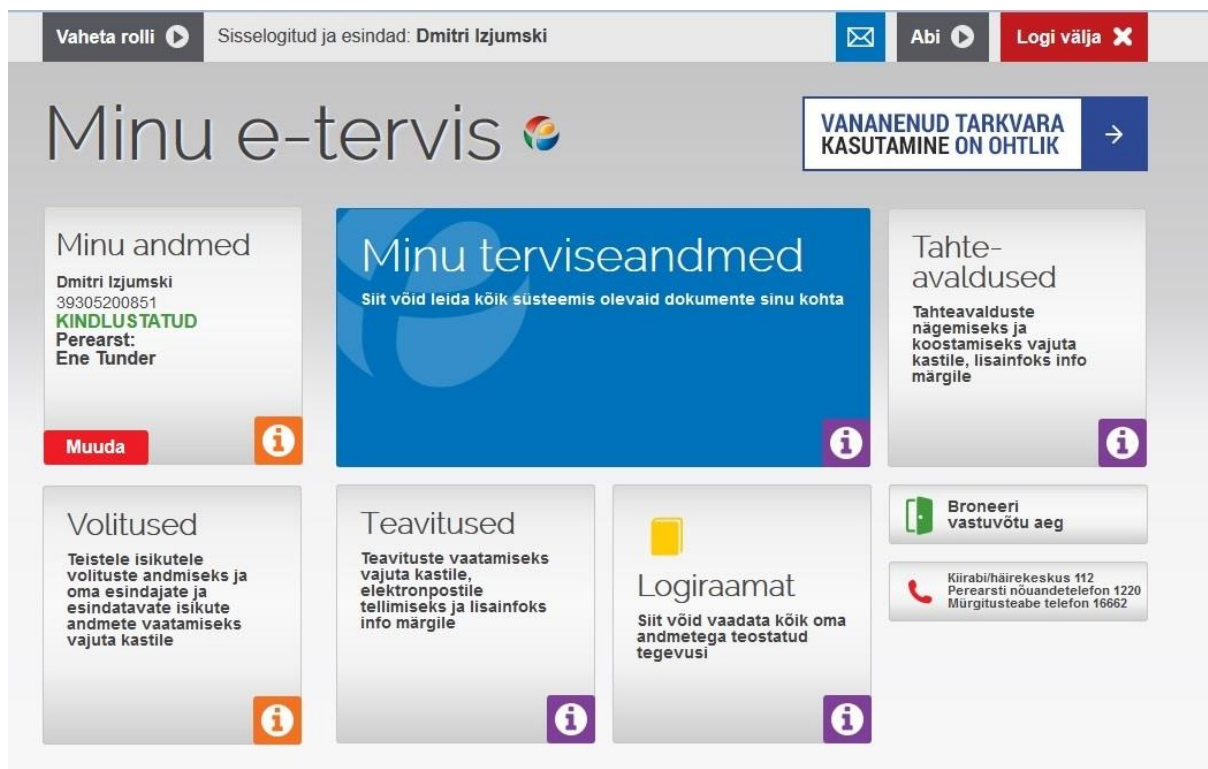 Vaheta rolli
Sisselogitud ja esindad: Dmitri Izjumski
Abi
Logi välja
Minu e-tervis
VANANENUD TARKVARA
KASUTAMINE ON OHTLIK
Minu andmed
Dmitri Izjumski
39305200851
KINDLUSTATUD
Perearst:
Ene Tunder
Muuda
Minu terviseandmed
Siit võid leida kõik süsteemis olevaid dokumente sinu kohta
Tahte-
avaldused
Tahteavalduste
nägemiseks ja
koostamiseks vajuta
kastile, lisainfoks info
märgile
Volitused
Teistele isikutele
volituste andmiseks ja
oma esindajate ja
esindatavate isikute
andmete vaatamiseks
vajuta kastile
Teavitused
Teavituste vaatamiseks
vajuta kastile,
elektronpostile
tellimiseks ja lisainfoks
info märgile
Logiraamat
Siit võid vaadata kõik oma
andmetega teostatud
tegevusi
Broneeri
vastuvõtu aeg
Kiirabi/häirekeskus 112
Perearsti nõuandetelefon 1220
Mürgitusteabe telefon 16662